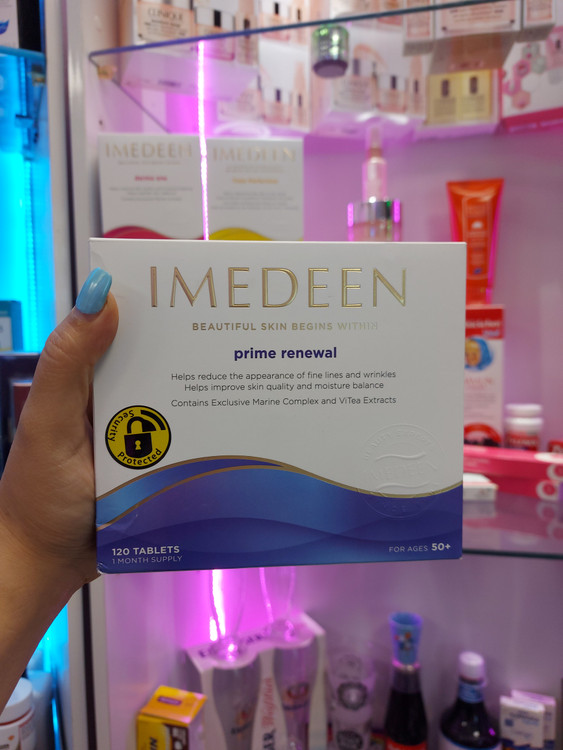 CLINIQUE
IMEDEEN
IMEDEEN
IMEDEEN
BEAUTIFUL SKIN BEGINS WITHIN
prime renewal
Helps reduce the appearance of fine lines and wrinkles
Helps improve skin quality and moisture balance
Contains Exclusive Marine Complex and ViTea Extracts
Security
Protected
120 TABLETS
1 MONTH SUPPLY
FOR AGES 50+